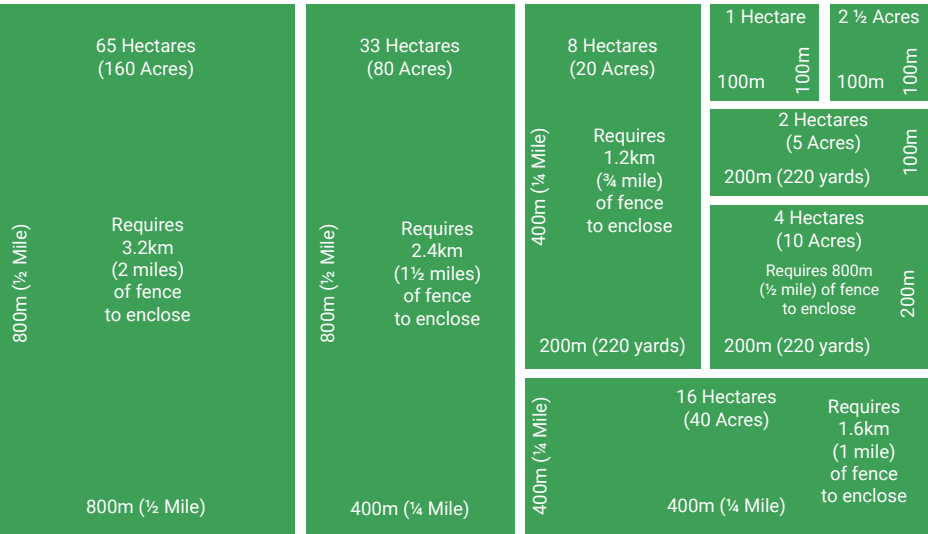 65 Hectares
(160 Acres)
800m (½ Mile)
Requires
3.2km
(2 miles)
of fence
to enclose
800m (½ Mile)
33 Hectares
(80 Acres)
800m (½ Mile)
Requires
2.4km
(1½ miles)
of fence
to enclose
400m (¼ Mile)
8 Hectares
(20 Acres)
400m (¼ Mile)
Requires
1.2km
(¾ mile)
of fence
to enclose
200m (220 yards)
1 Hectare
100m
100m
2 ½ Acres
100m
100m
2 Hectares
(5 Acres)
100m
200m (220 yards)
4 Hectares
(10 Acres)
Requires 800m
(½ mile) of fence
to enclose
200m
200m (220 yards)
16 Hectares
(40 Acres)
400m (¼ Mile)
Requires
1.6km
(1 mile)
of fence
to enclose
400m (¼ Mile)